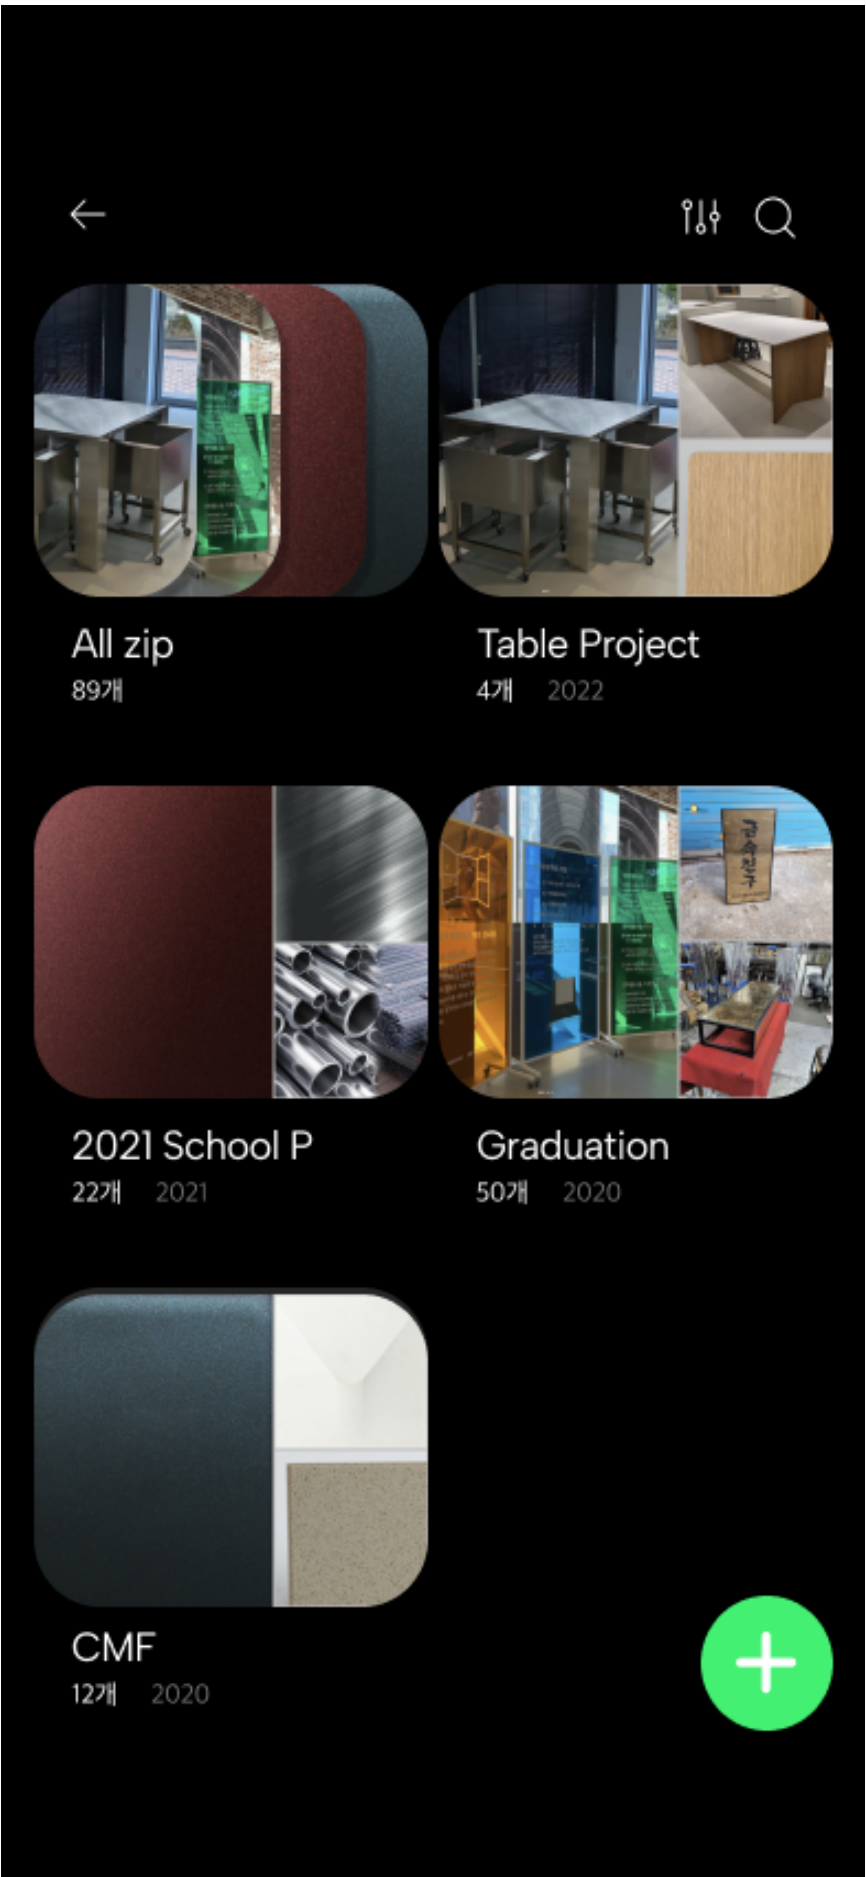 All zip
89개
Table Project
4개 2022
2021 School P
22개 2021
Graduation
50개 2020
CMF
12개 2020